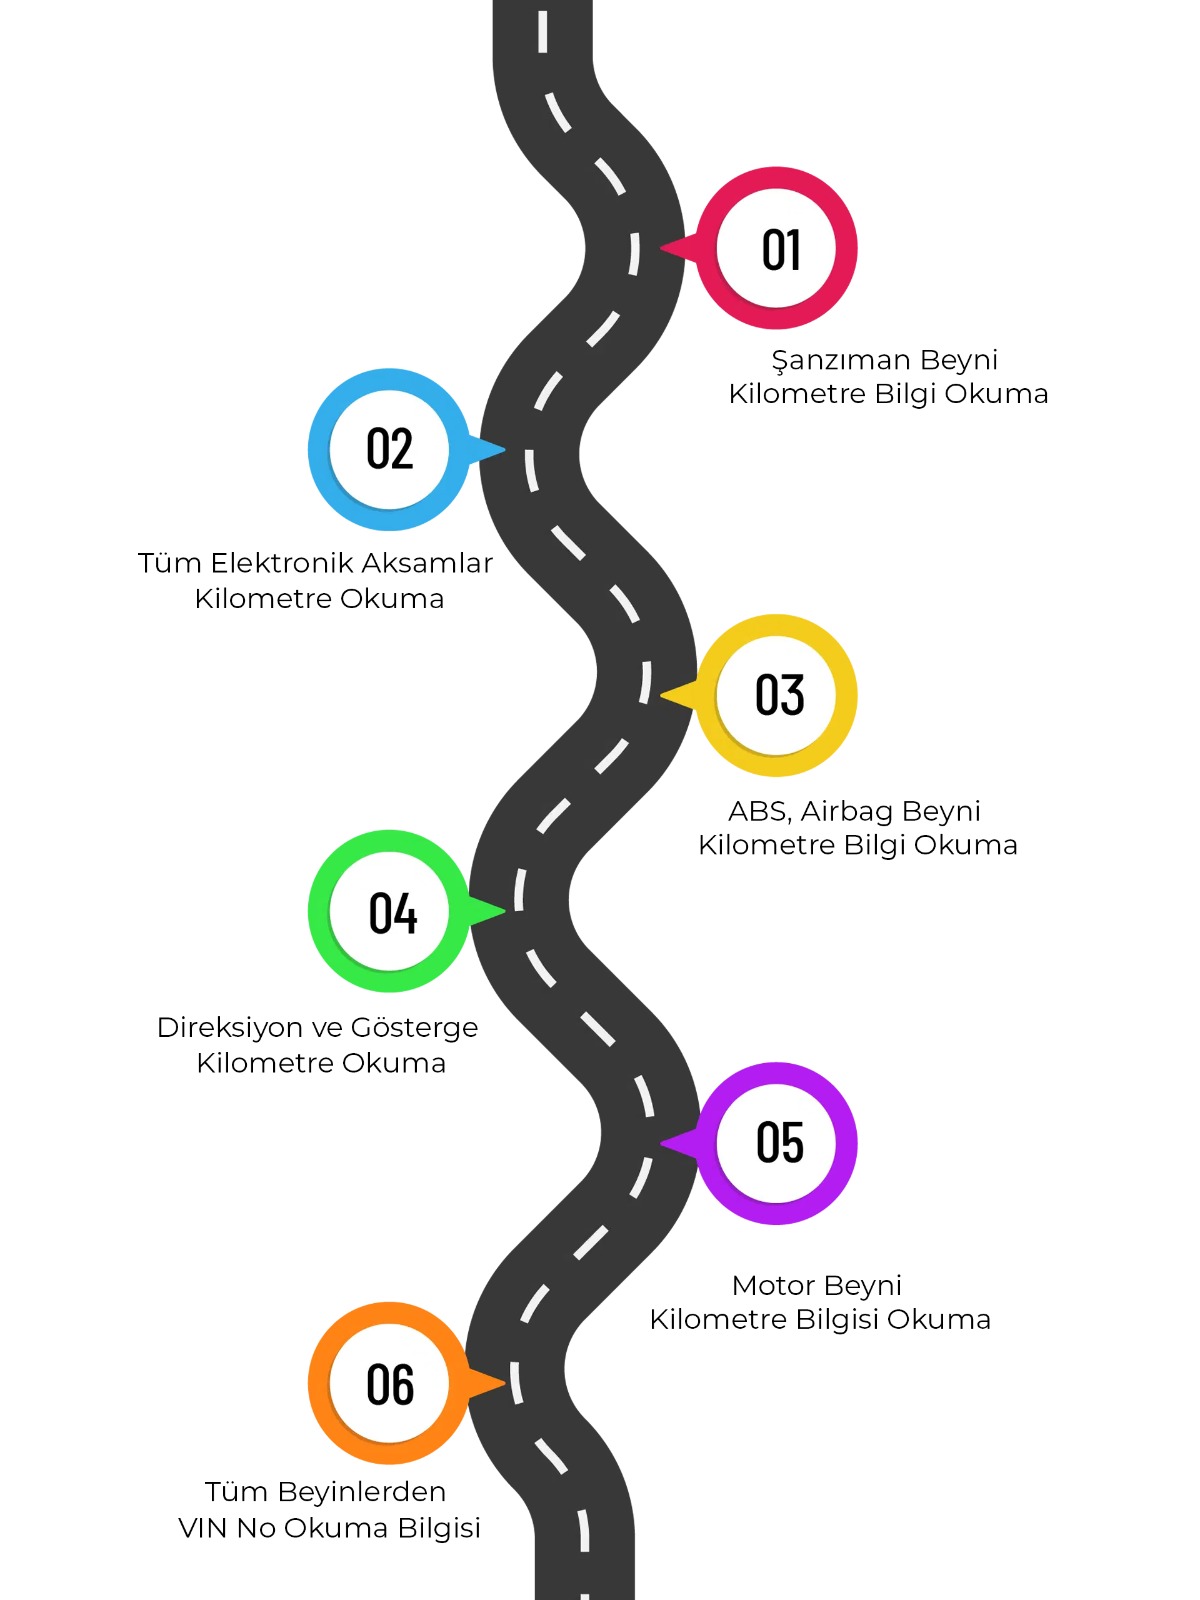 01
Şanzıman Beyni
Kilometre Bilgi Okuma
02
Tüm Elektronik Aksamlar
Kilometre Okuma
03
ABS, Airbag Beyni
Kilometre Bilgi Okuma
04
Direksiyon ve Gösterge
Kilometre Okuma
05
Motor Beyni
Kilometre Bilgisi Okuma
06
Tüm Beyinlerden
VIN No Okuma Bilgisi